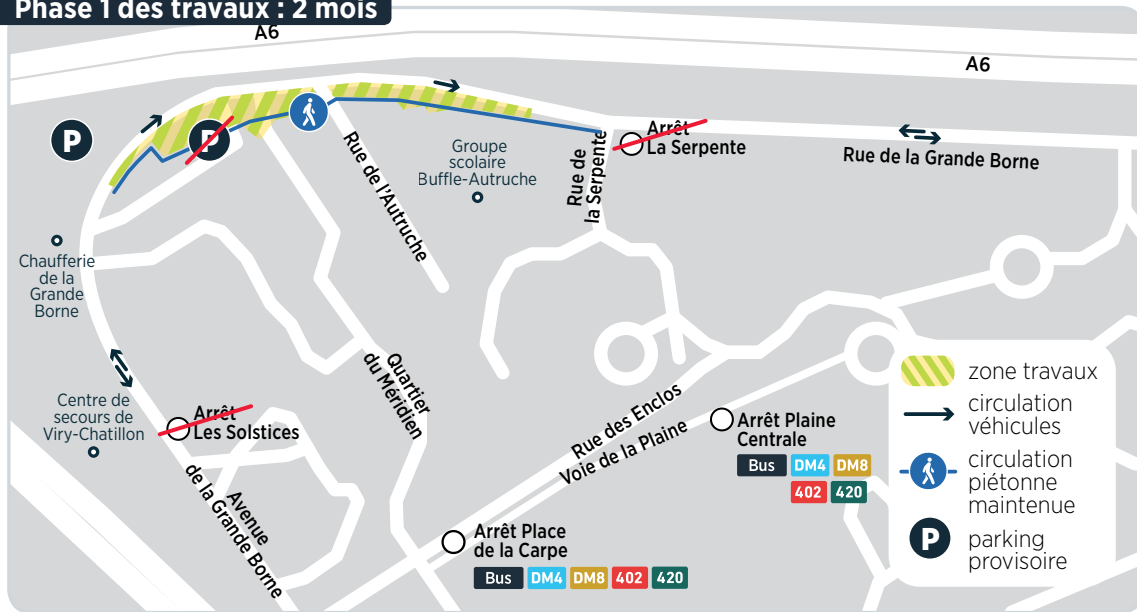 Phase 1 des travaux : 2 mois
A6
A6
P
P
Arrêt
La Serpente
Rue de la Grande Borne
Groupe
scolaire
Buffle-Autruche
Rue de
la Serpente
Rue de l'Autruche
Chaufferie
de la
Grande
Borne
Quartier
du Méridien
Centre de
secours de
Viry-Chatillon
Arrêt
Les Solstices
Avenue
de la Grande Borne
Rue des Enclos
Voie de la Plaine
Arrêt Plaine
Centrale
Bus DM4 DM8
402 420
Arrêt Place
de la Carpe
Bus DM4 DM8 402 420
zone travaux
circulation
véhicules
circulation
piétonne
maintenue
P
parking
provisoire